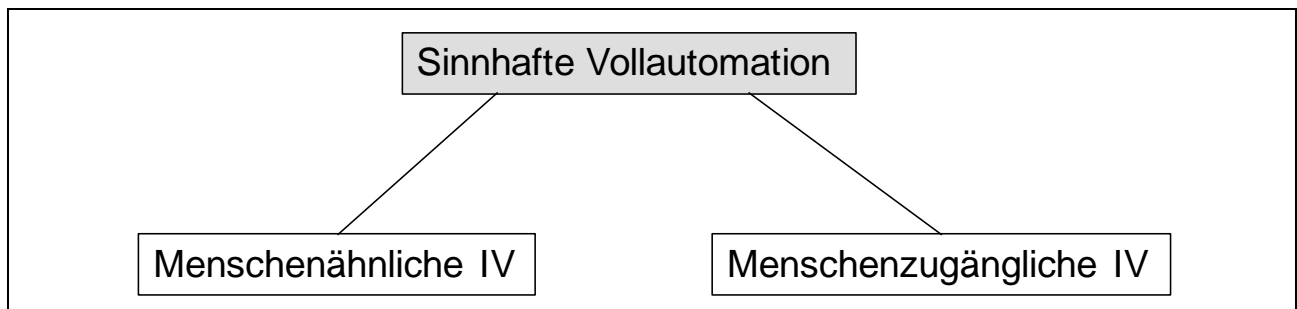 Sinnhafte Vollautomation
Menschenähnliche IV
Menschenzugängliche IV